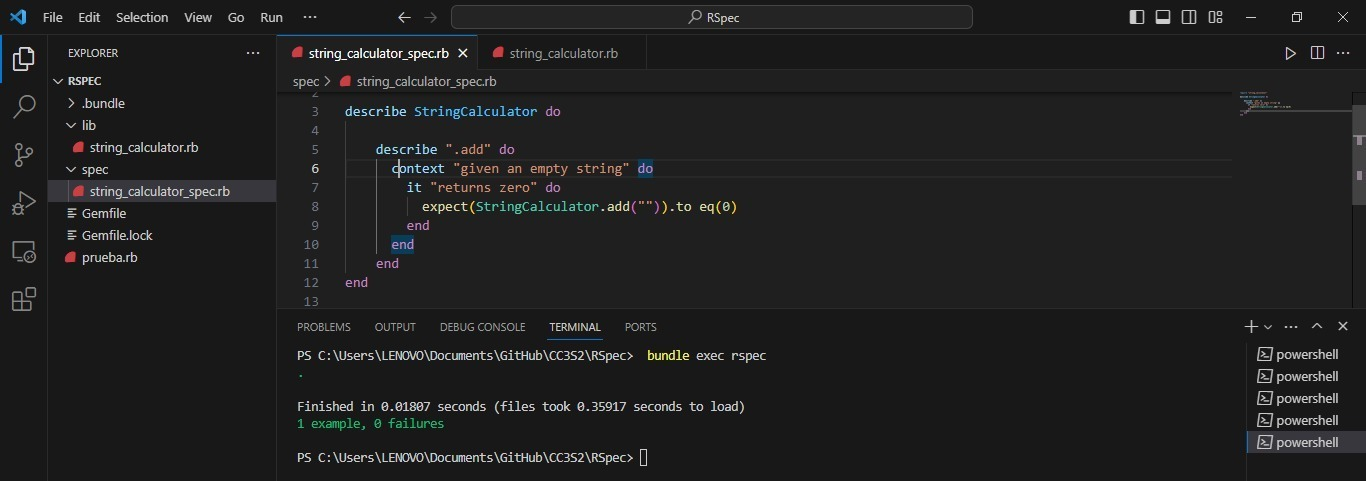 File Edit Selection View Go Run ··· RSpec
EXPLORER ···
RSPEC
.bundle
lib
string_calculator.rb
spec
string_calculator_spec.rb
Gemfile
Gemfile.lock
prueba.rb
string_calculator_spec.rb string_calculator.rb
spec > string_calculator_spec.rb
2
3 describe StringCalculator do
4
5 describe ".add" do
6 context "given an empty string" do
7 it "returns zero" do
8 expect(StringCalculator.add("")).to eq(0)
9 end
10 end
11 end
12 end
13
PROBLEMS OUTPUT DEBUG CONSOLE TERMINAL PORTS
PS C:\Users\LENOVO\Documents\GitHub\CC3S2\RSpec> bundle exec rspec
.
Finished in 0.01807 seconds (files took 0.35917 seconds to load)
1 example, 0 failures
PS C:\Users\LENOVO\Documents\GitHub\CC3S2\RSpec>
powershell
powershell
powershell
powershell
powershell